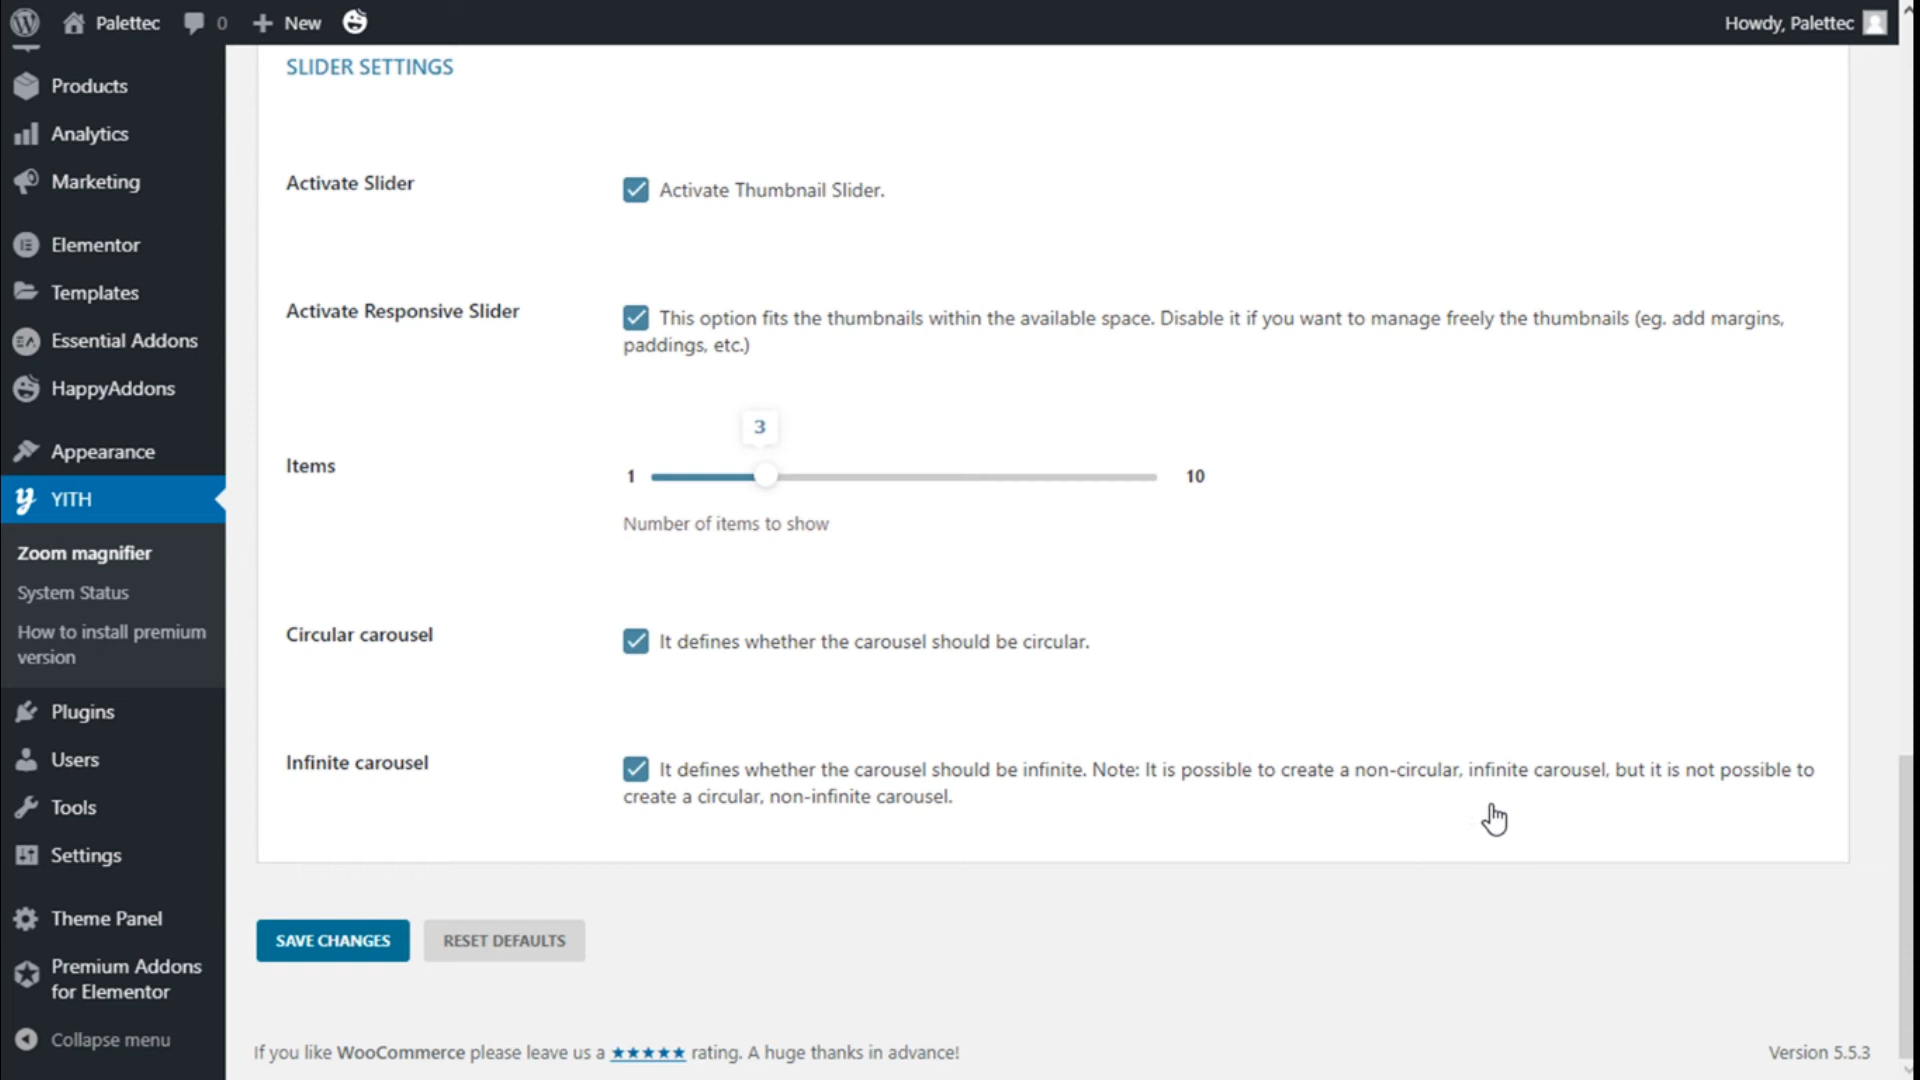 Palettec
0
New
Howdy, Palettec
Products
Analytics
Marketing
Elementor
Templates
Essential Addons
HappyAddons
Appearance
YITH
Zoom magnifier
System Status
How to install premium
version
Plugins
Users
Tools
Settings
Theme Panel
Premium Addons
for Elementor
Collapse menu
SLIDER SETTINGS
Activate Slider
Activate Thumbnail Slider.
Activate Responsive Slider
This option fits the thumbnails within the available space. Disable it if you want to manage freely the thumbnails (eg. add margins,
paddings, etc.)
Items
3
1
10
Number of items to show
Circular carousel
It defines whether the carousel should be circular.
Infinite carousel
It defines whether the carousel should be infinite. Note: It is possible to create a non-circular, infinite carousel, but it is not possible to
create a circular, non-infinite carousel.
SAVE CHANGES
RESET DEFAULTS
If you like WooCommerce please leave us a ★★★★★ rating. A huge thanks in advance!
Version 5.5.3